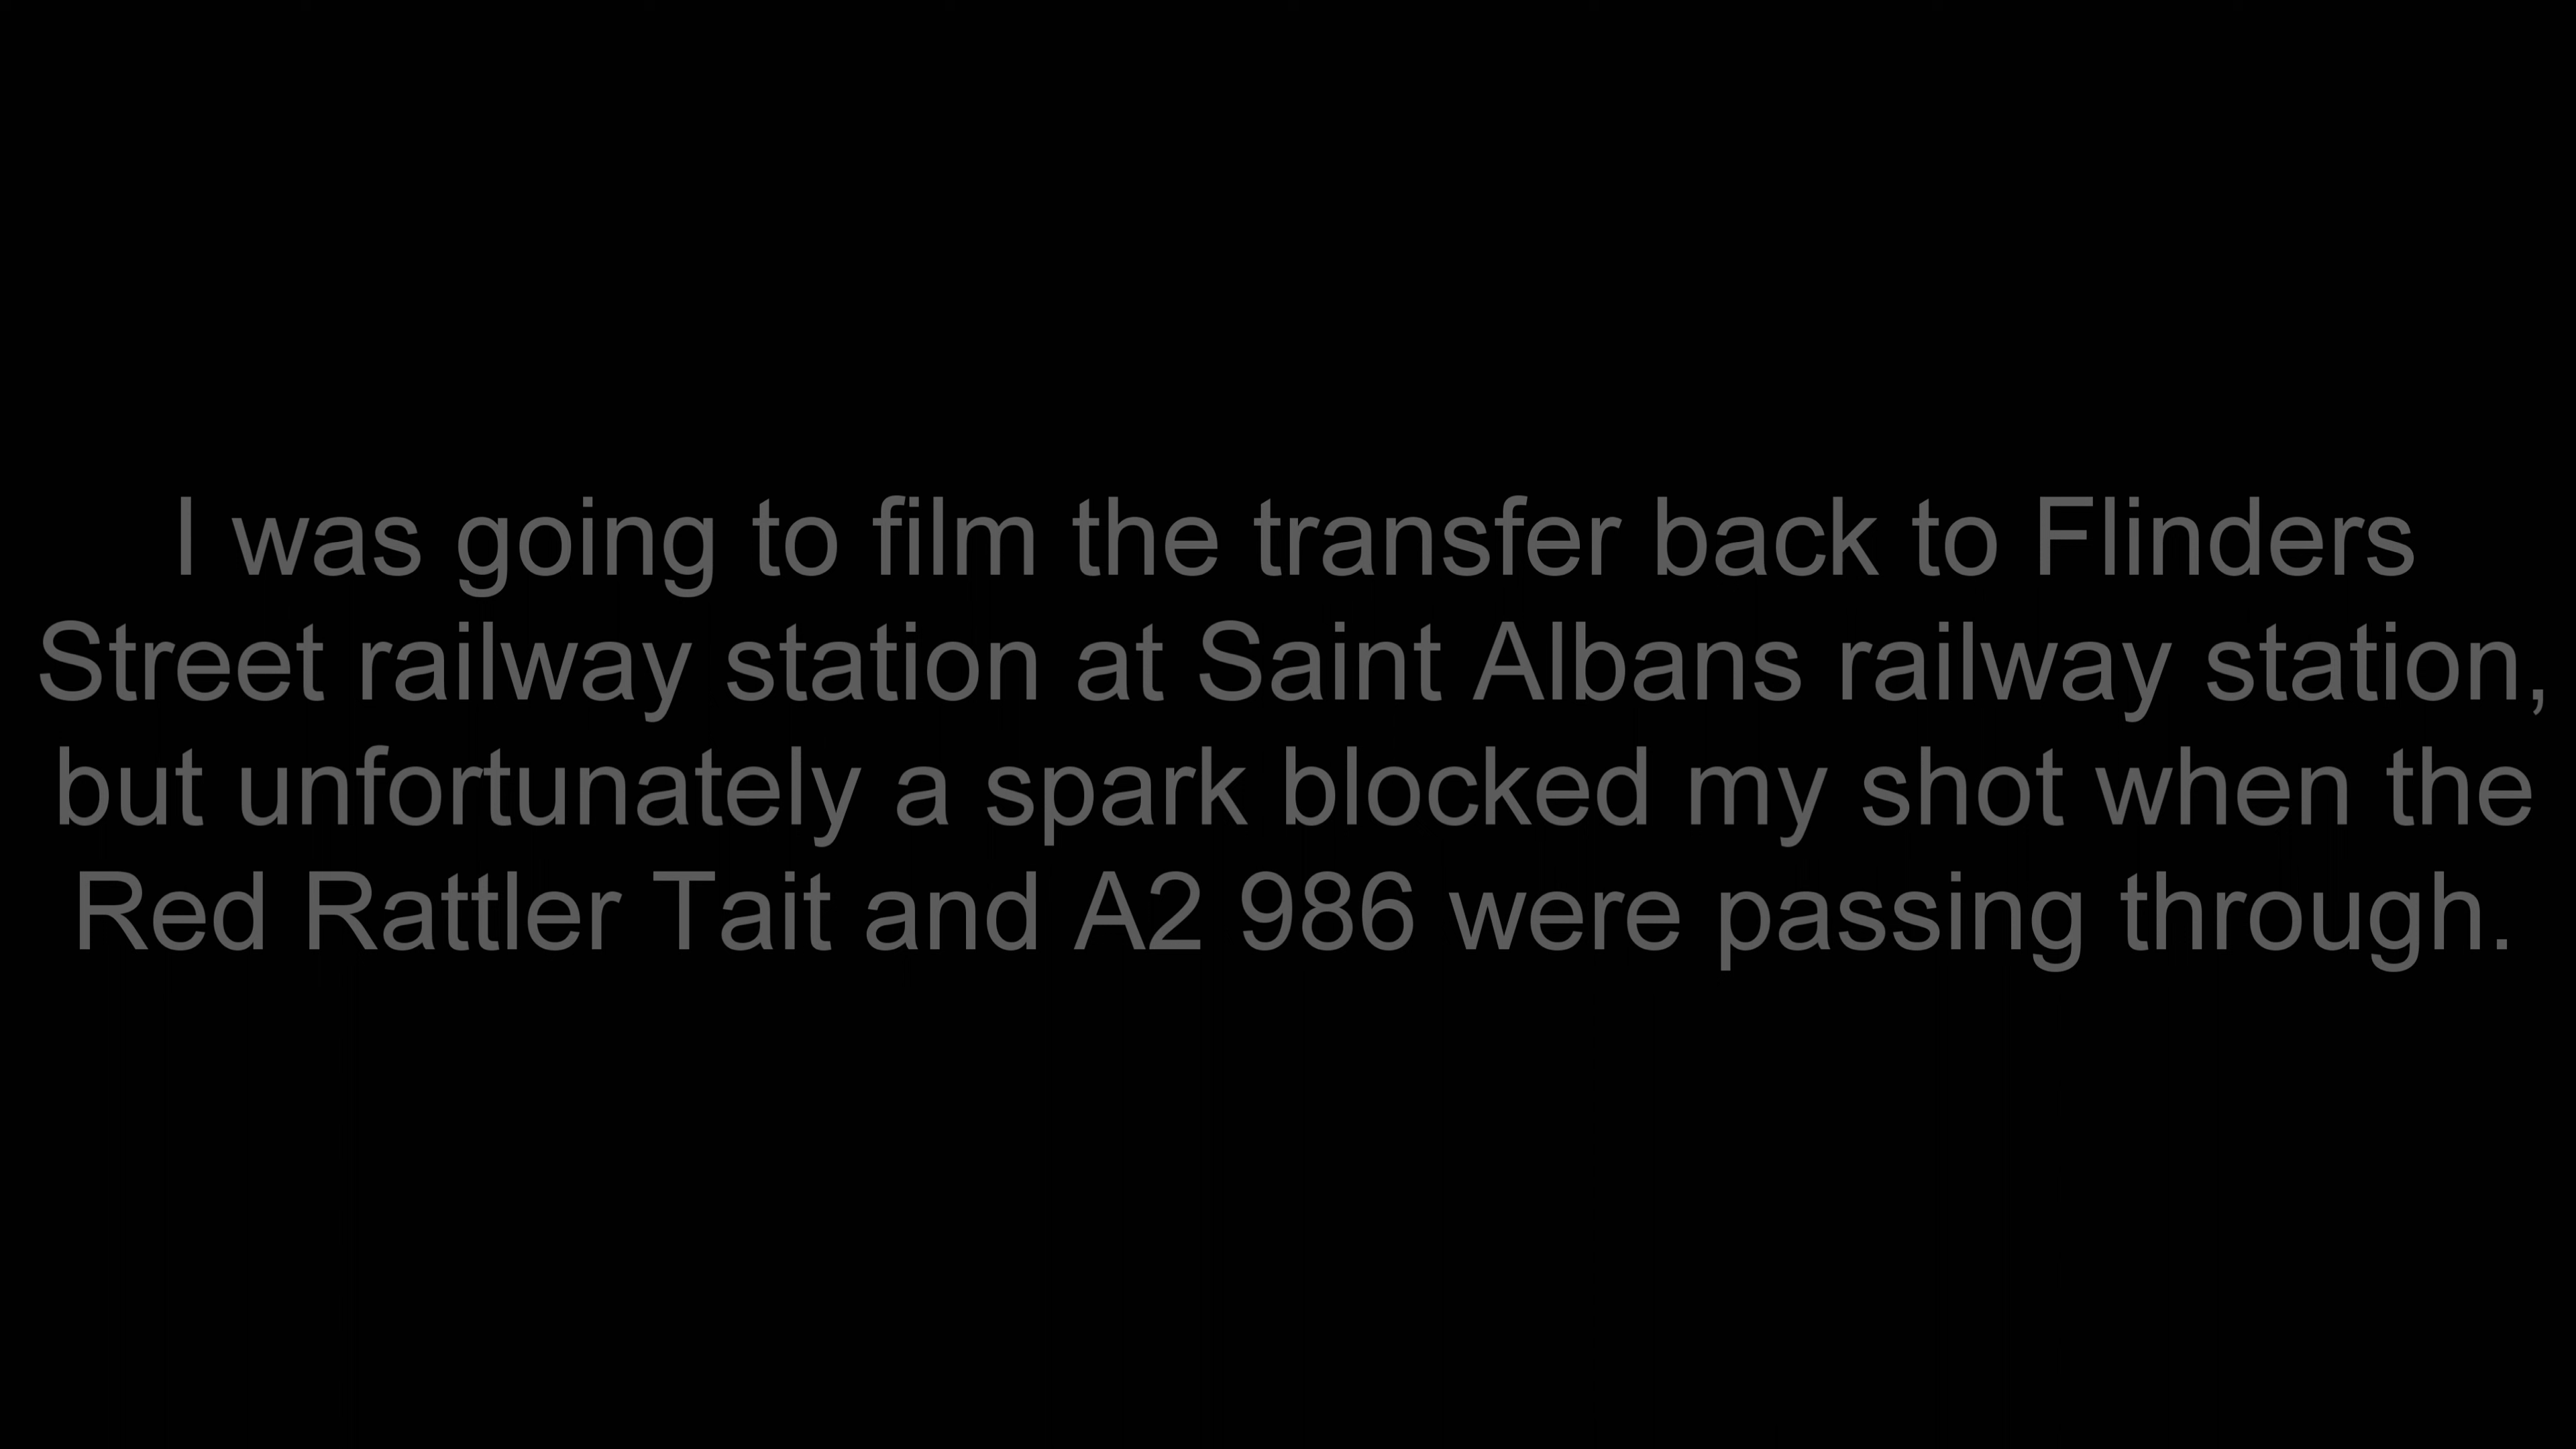 I was going to film the transfer back to Flinders
Street railway station at Saint Albans railway station,
but unfortunately a spark blocked my shot when the
Red Rattler Tait and A2 986 were passing through.